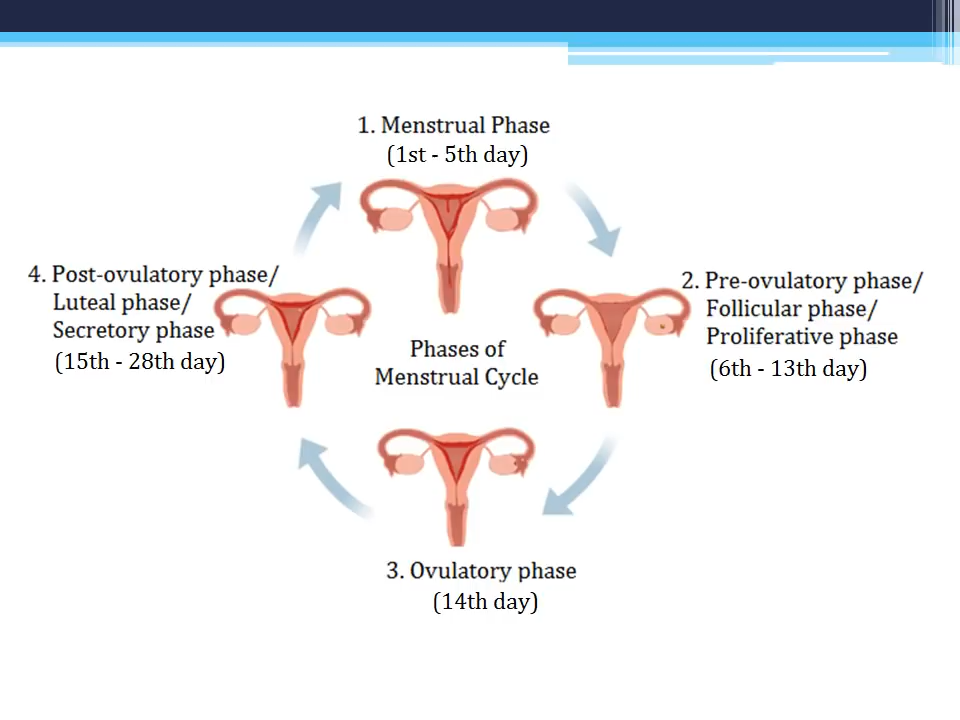 1. Menstrual Phase
(1st - 5th day)
2. Pre-ovulatory phase/
Follicular phase/
Proliferative phase
(6th - 13th day)
3. Ovulatory phase
(14th day)
4. Post-ovulatory phase/
Luteal phase/
Secretory phase
(15th - 28th day)
Phases of
Menstrual Cycle